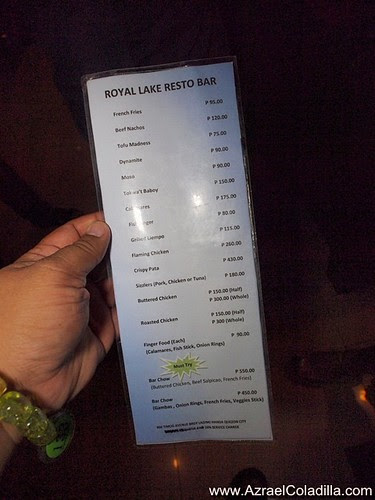 ROYAL LAKE RESTO BAR
French Fries P 95.00
Beef Nachos P 120.00
Tofu Madness P 75.00
Dynamite P 90.00
Mozo P 90.00
Baboy P 150.00
P 175.00
P 80.00
Grilled Liempo P 115.00
Flaming Chicken P 260.00
Crispy Pata P 430.00
Sizzlers (Pork, Chicken or Tuna) P 180.00
Buttered Chicken P 150.00 (Half)
P 300.00 (Whole)
Roasted Chicken P 150.00 (Half)
P 300 (Whole)
Finger Food (Each) P 90.00
(Calamares, Fish Stick, Onion Rings)
Must Try
Bar Chow P 550.00
(Buttered Chicken, Beef Salpicao, French Fries)
Bar Chow P 450.00
(Gambas, Onion Rings, French Fries, Veggies Stick)
www.AzraelColadilla.com